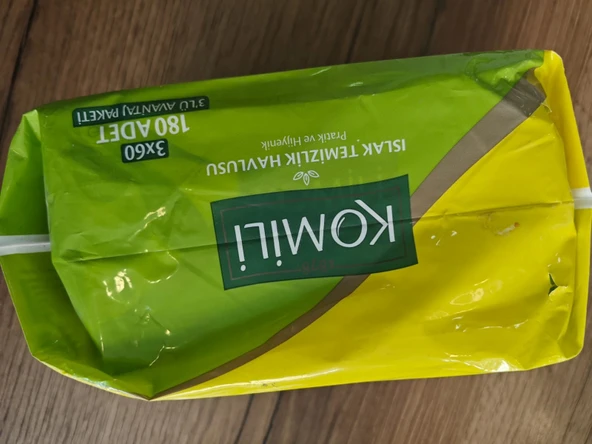 KOMİLİ
ISLAK TEMİZLİK HAVLUSU
Pratik ve Hijyenik
3x60
180 ADET
3'LÜ AVANTAJ PAKETİ